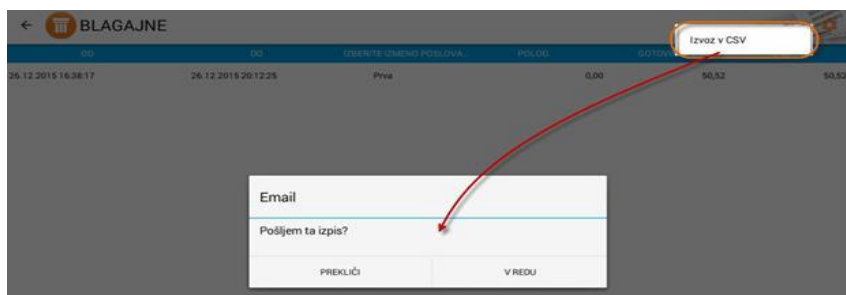 BLAGAJNE
Izvoz v CSV
OD DO IZBERITE IZMENO POSLOVA... POLOG
26.12.2015 16:38:17 26.12.2015 20:12:25 Prva 0,00 50,52 50,52
Email
Pošljem ta izpis?
PREKLIČI V REDU